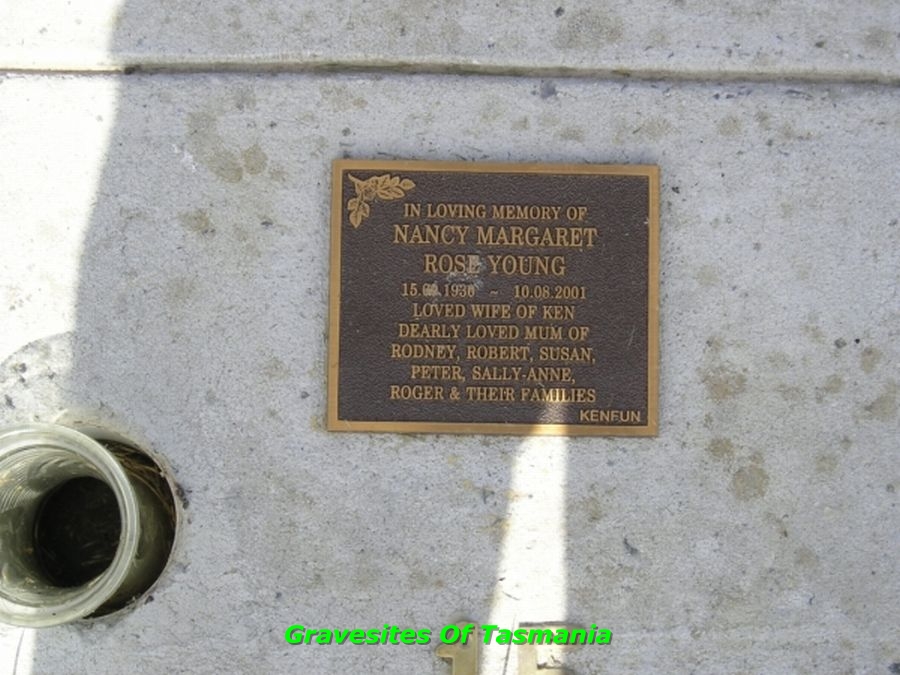 IN LOVING MEMORY OF
NANCY MARGARET
ROSE YOUNG
~ 10.08.2001
LOVED WIFE OF KEN
DEARLY LOVED MUM OF
RODNEY, ROBERT, SUSAN,
PETER, SALLY-ANNE,
ROGER & THEIR FAMILIES
KENFUN
Gravesites Of Tasmania